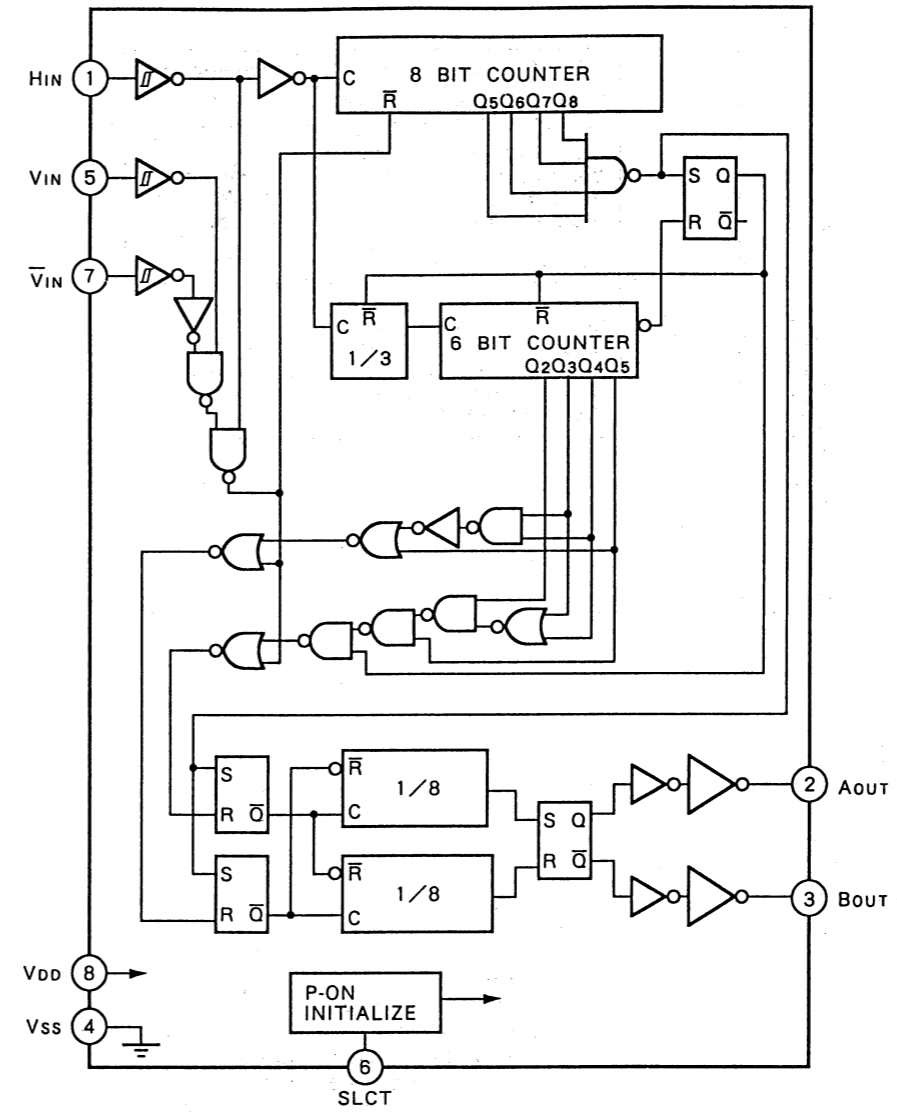 HIN 1 C 8 BIT COUNTER
R̅ Q5Q6Q7Q8
VIN 5 S Q
R Q̅
V̅IN 7
C R̅ 1/3
C R̅
6 BIT COUNTER
Q2Q3Q4Q5
S
R Q̅
R̅ 1/8
C
S Q
R Q̅
2 AOUT
S
R Q̅
R̅ 1/8
C
3 BOUT
VDD 8
P-ON
INITIALIZE
VSS 4
6
SLCT